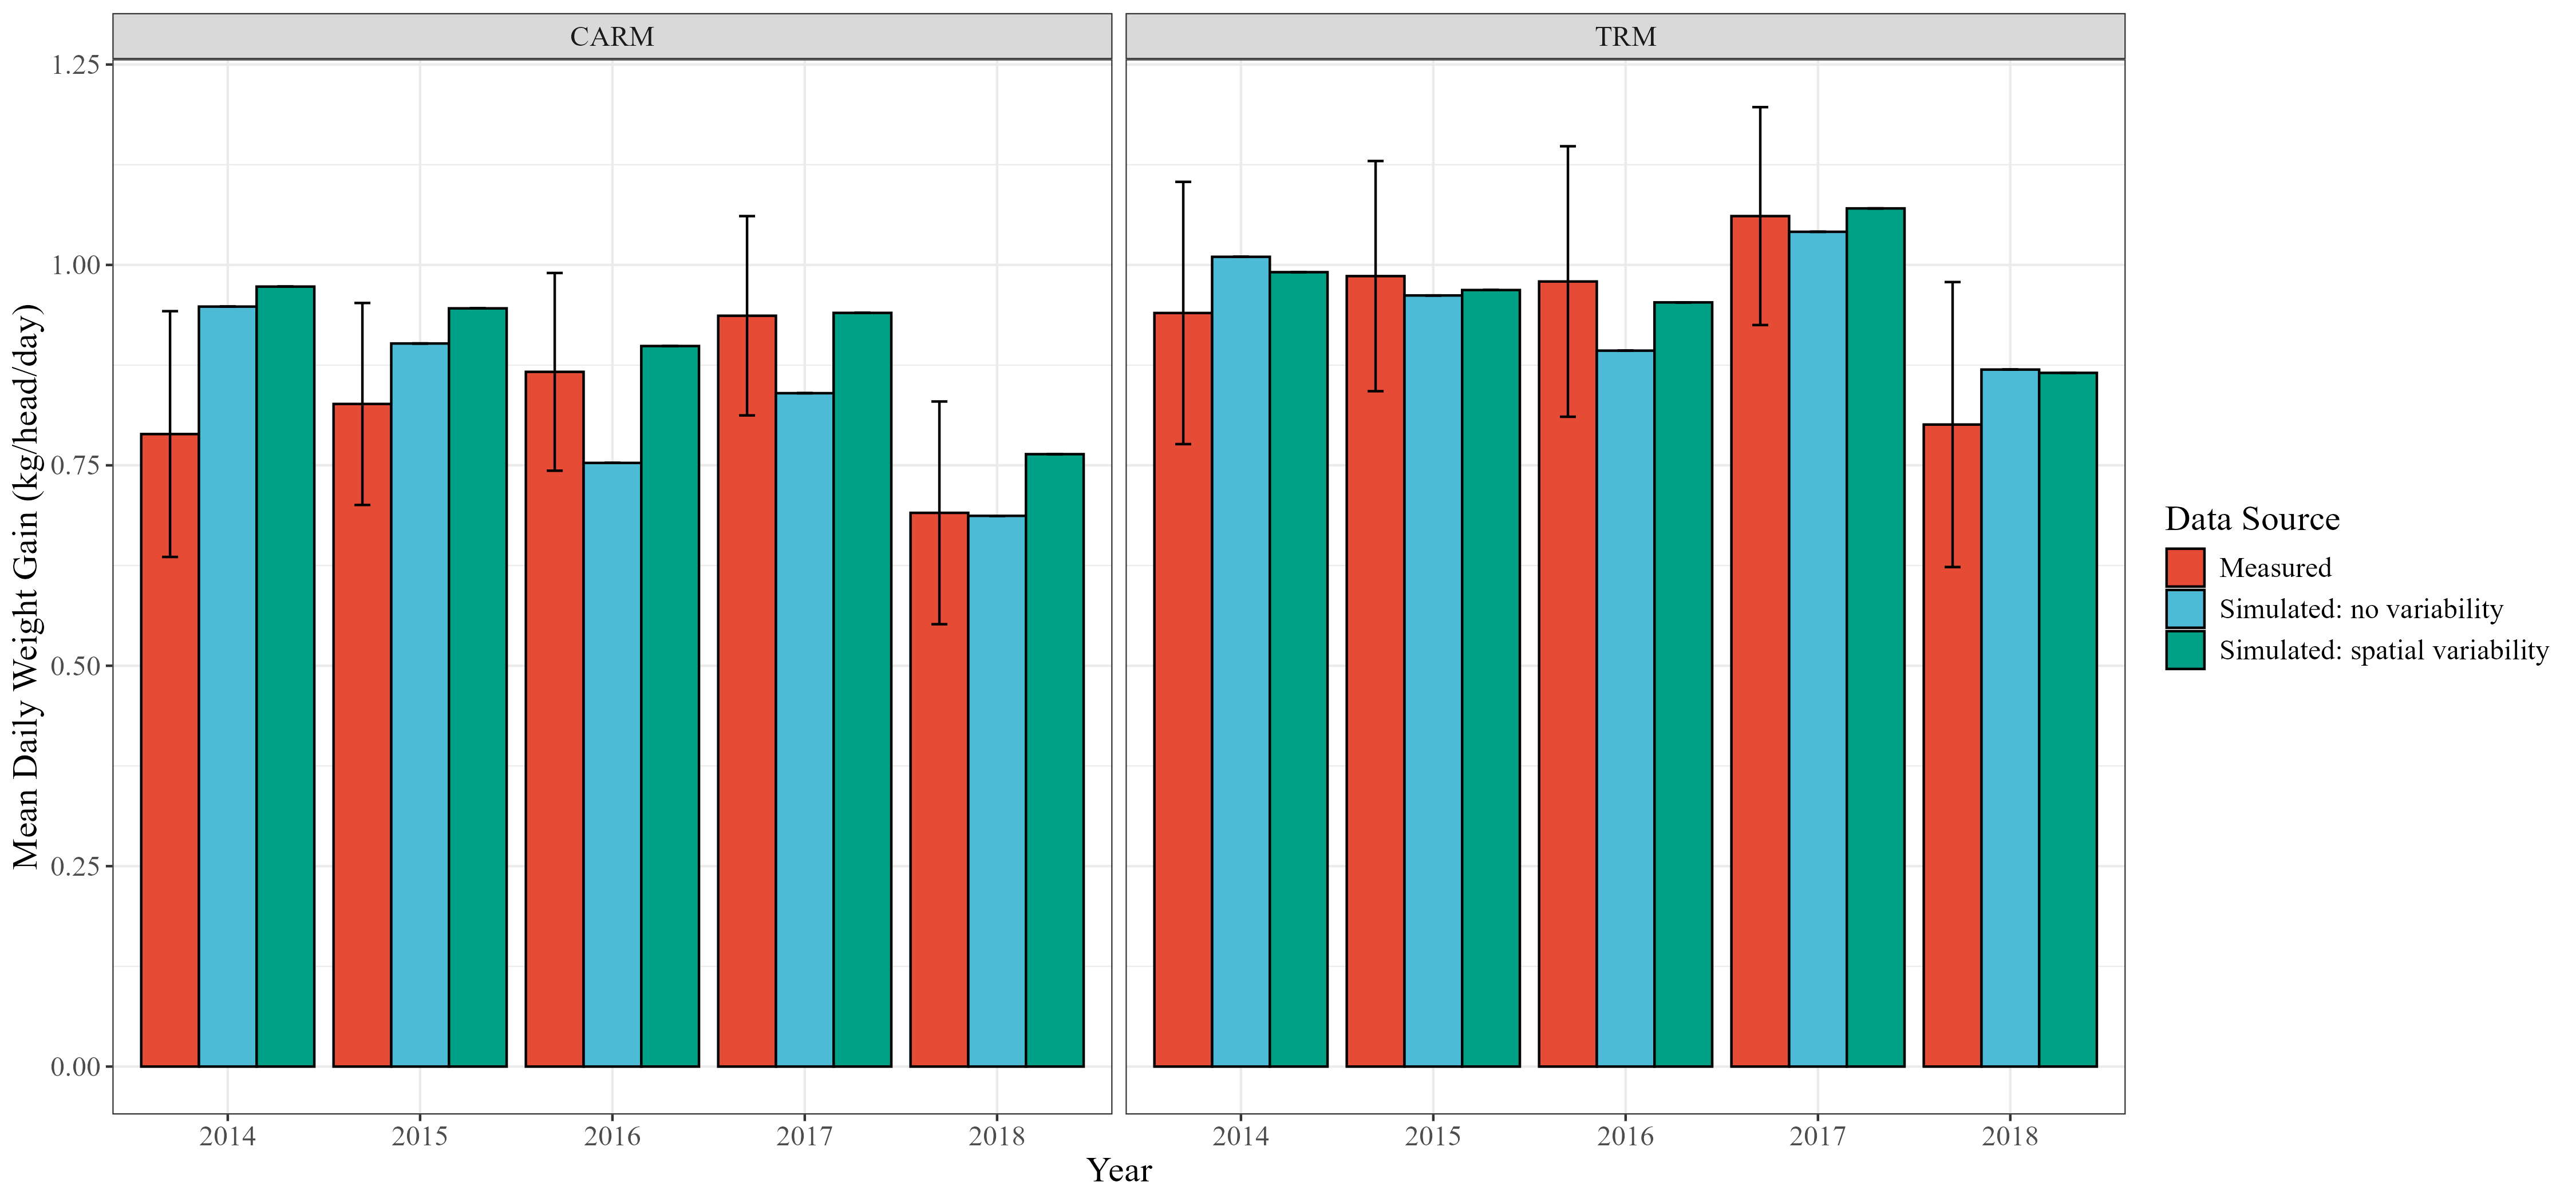 CARM
TRM
Mean Daily Weight Gain (kg/head/day)
1.25
1.00
0.75
0.50
0.25
0.00
2014 2015 2016 2017 2018
2014 2015 2016 2017 2018
Year
Data Source
Measured
Simulated: no variability
Simulated: spatial variability